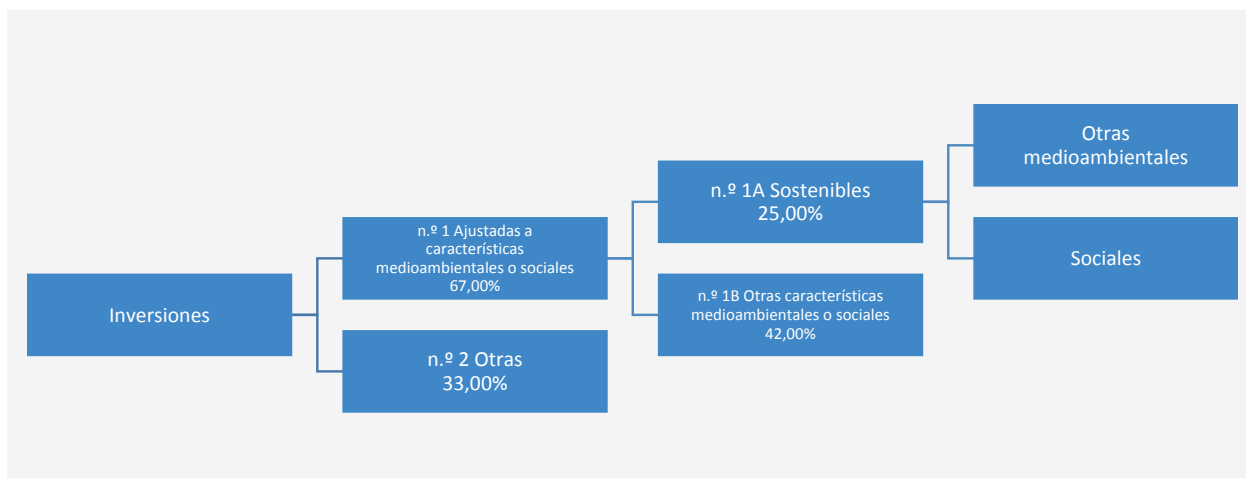 Inversiones
n.º 1 Ajustadas a
características
medioambientales o sociales
67,00%
n.º 2 Otras
33,00%
n.º 1A Sostenibles
25,00%
n.º 1B Otras características
medioambientales o sociales
42,00%
Otras
medioambientales
Sociales